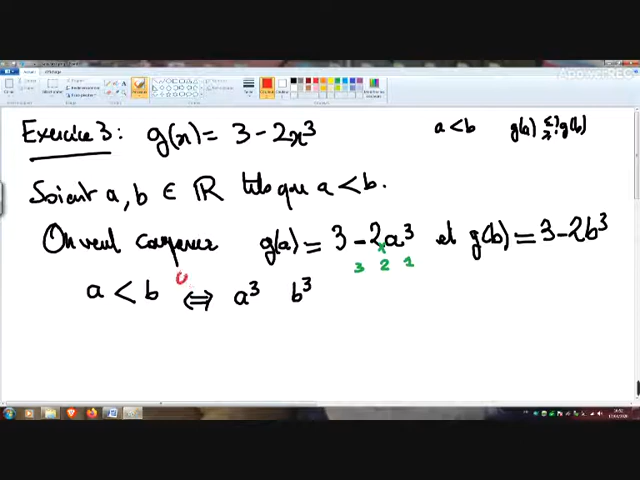 ApowerREC
Exercice 3 : g(x) = 3 - 2x³
a < b g(a) ≤? g(b)
Soient a, b ∈ ℝ tels que a < b.
On veut comparer g(a) = 3 - 2a³ et g(b) = 3 - 2b³
3 2 1
a < b ⇔ a³ b³